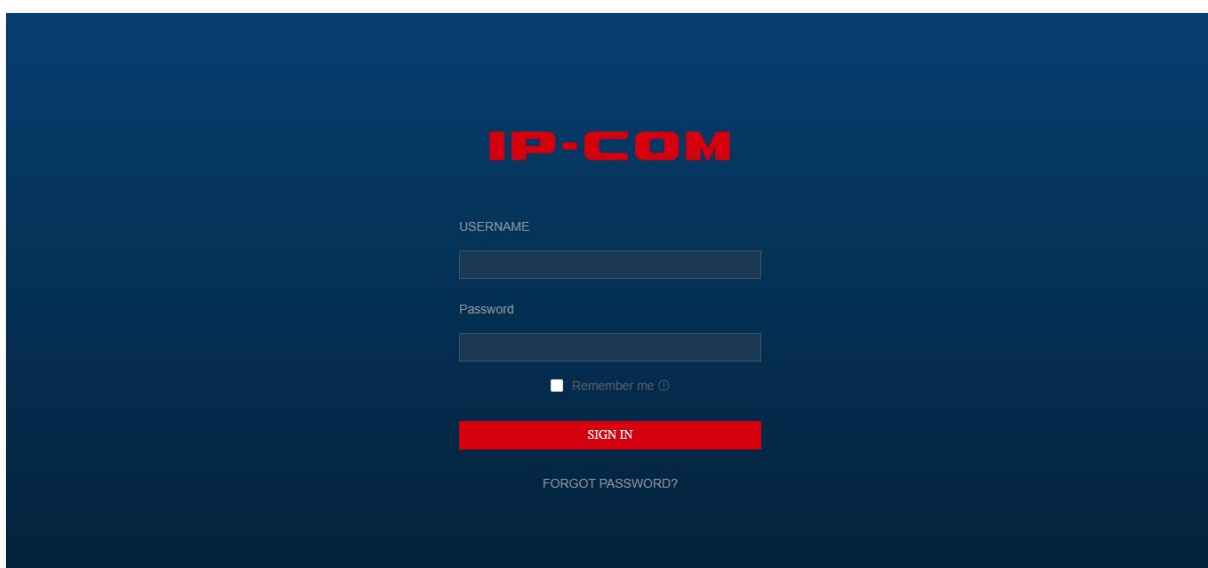 IP-COM
USERNAME
Password
Remember me
SIGN IN
FORGOT PASSWORD?